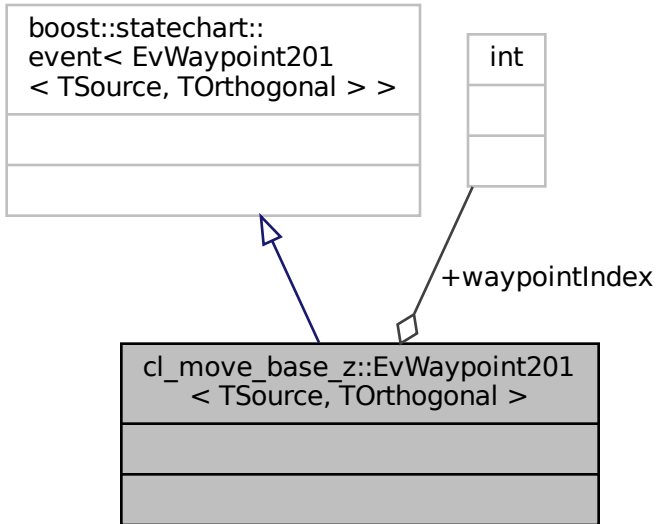 boost::statechart::
event< EvWaypoint201
< TSource, TOrthogonal > >
int
+waypointIndex
cl_move_base_z::EvWaypoint201
< TSource, TOrthogonal >